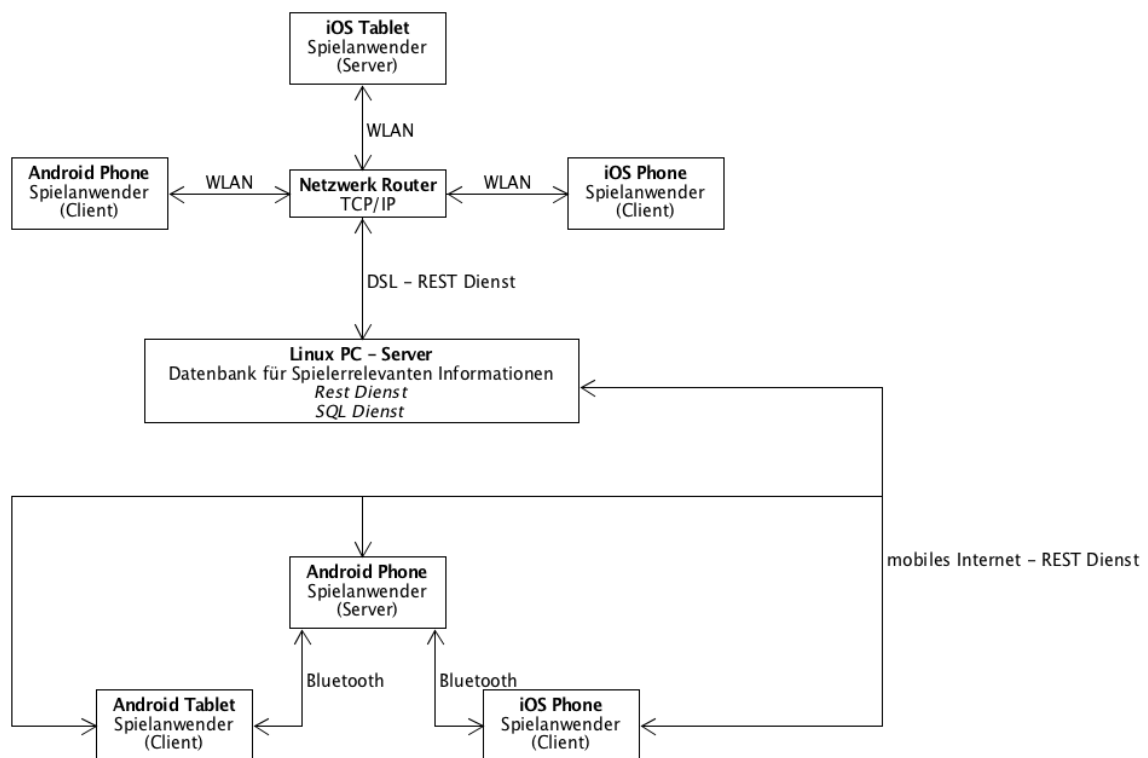 iOS Tablet
Spielanwender
(Server)
WLAN
Android Phone
Spielanwender
(Client)
WLAN
Netzwerk Router
TCP/IP
WLAN
iOS Phone
Spielanwender
(Client)
DSL – REST Dienst
Linux PC – Server
Datenbank für Spielerrelevanten Informationen
Rest Dienst
SQL Dienst
mobiles Internet – REST Dienst
Android Phone
Spielanwender
(Server)
Bluetooth
Bluetooth
Android Tablet
Spielanwender
(Client)
iOS Phone
Spielanwender
(Client)